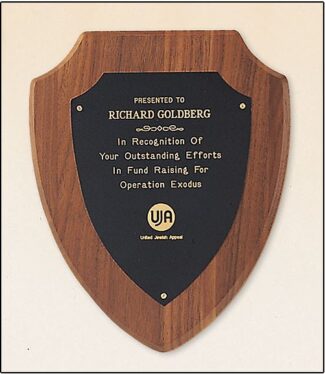 PRESENTED TO
RICHARD GOLDBERG
In Recognition Of
Your Outstanding Efforts
In Fund Raising For
Operation Exodus
UJA
United Jewish Appeal